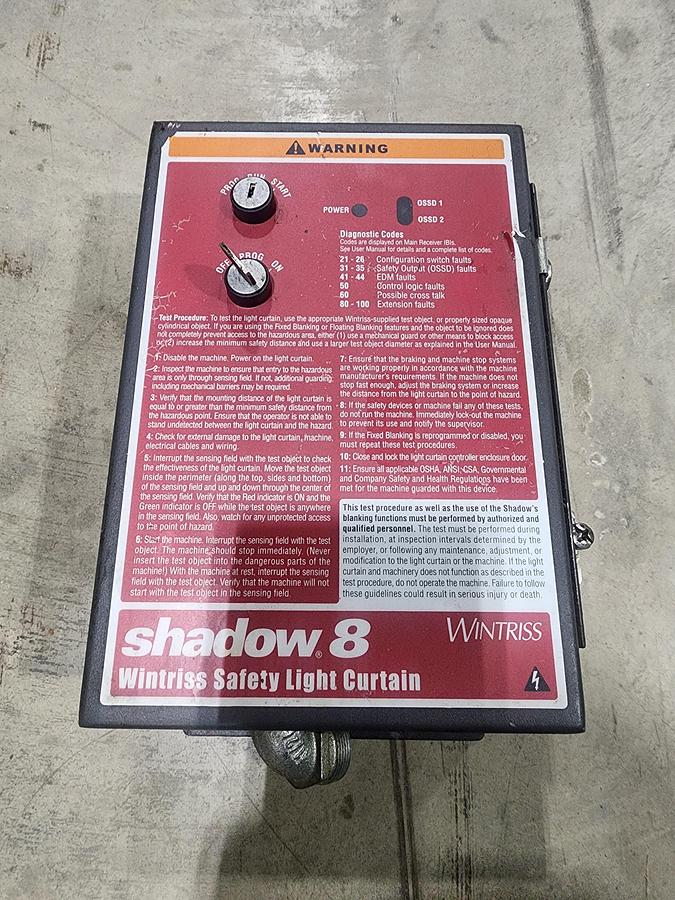 WARNING
PROG RUN START
POWER
OSSD 1
OSSD 2
OFF PROG ON
Diagnostic Codes
Codes are displayed on Main Receiver IBIs.
See User Manual for details and a complete list of codes.
21 - 26 Configuration switch faults
31 - 35 Safety Output (OSSD) faults
41 - 44 EDM faults
50 Control logic faults
60 Possible cross talk
80 - 100 Extension faults
Test Procedure: To test the light curtain, use the appropriate Wintriss-supplied test object, or properly sized opaque
cylindrical object. If you are using the Fixed Blanking or Floating Blanking features and the object to be ignored does
not completely prevent access to the hazardous area, either (1) use a mechanical guard or other means to block access
or (2) increase the minimum safety distance and use a larger test object diameter as explained in the User Manual.
1: Disable the machine. Power on the light curtain.
2: Inspect the machine to ensure that entry to the hazardous
area is only through sensing field. If not, additional guarding,
including mechanical barriers may be required.
3: Verify that the mounting distance of the light curtain is
equal to or greater than the minimum safety distance from
the hazardous point. Ensure that the operator is not able to
stand undetected between the light curtain and the hazard.
4: Check for external damage to the light curtain, machine,
electrical cables and wiring.
5: Interrupt the sensing field with the test object to check
the effectiveness of the light curtain. Move the test object
inside the perimeter (along the top, sides and bottom)
of the sensing field and up and down through the center of
the sensing field. Verify that the Red indicator is ON and the
Green indicator is OFF while the test object is anywhere
in the sensing field. Also, watch for any unprotected access
to the point of hazard.
6: Start the machine. Interrupt the sensing field with the test
object. The machine should stop immediately. (Never
insert the test object into the dangerous parts of the
machine!) With the machine at rest, interrupt the sensing
field with the test object. Verify that the machine will not
start with the test object in the sensing field.
7: Ensure that the braking and machine stop systems
are working properly in accordance with the machine
manufacturer's requirements. If the machine does not
stop fast enough, adjust the braking system or increase
the distance from the light curtain to the point of hazard.
8: If the safety devices or machine fail any of these tests,
do not run the machine. Immediately lock-out the machine
to prevent its use and notify the supervisor.
9: If the Fixed Blanking is reprogrammed or disabled, you
must repeat these test procedures.
10: Close and lock the light curtain controller enclosure door.
11: Ensure all applicable OSHA, ANSI, CSA, Governmental
and Company Safety and Health Regulations have been
met for the machine guarded with this device.
This test procedure as well as the use of the Shadow's
blanking functions must be performed by authorized and
qualified personnel. The test must be performed during
installation, at inspection intervals determined by the
employer, or following any maintenance, adjustment, or
modification to the light curtain or the machine. If the light
curtain and machinery does not function as described in the
test procedure, do not operate the machine. Failure to follow
these guidelines could result in serious injury or death.
shadow® 8
WINTRISS
Wintriss Safety Light Curtain